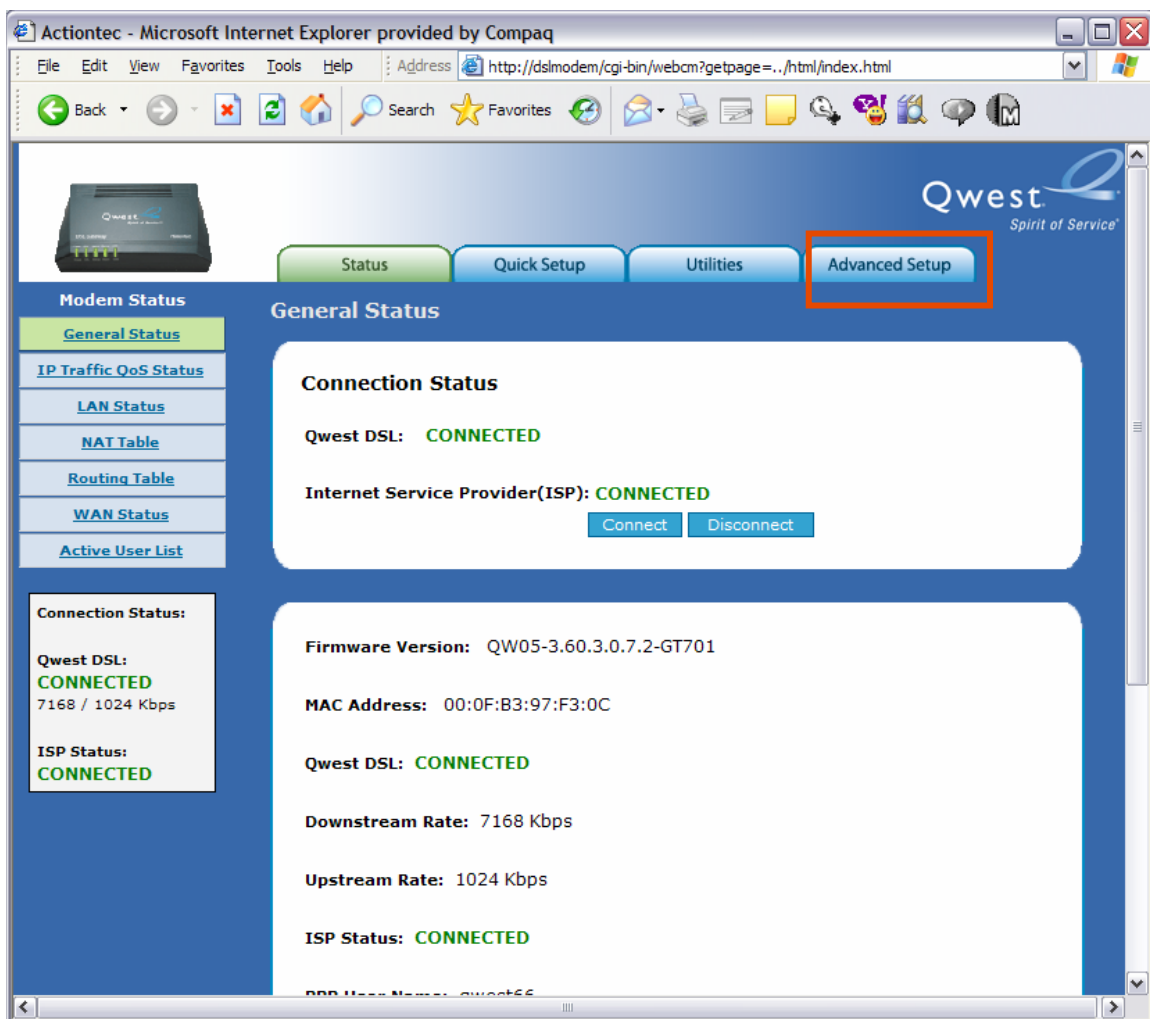 Actiontec - Microsoft Internet Explorer provided by Compaq
File Edit View Favorites Tools Help Address http://dslmodem/cgi-bin/webcm?getpage=../html/index.html
Back Search Favorites
Qwest
Spirit of Service
Qwest
Status Quick Setup Utilities Advanced Setup
Modem Status
General Status
IP Traffic QoS Status
LAN Status
NAT Table
Routing Table
WAN Status
Active User List
Connection Status:
Qwest DSL:
CONNECTED
7168 / 1024 Kbps
ISP Status:
CONNECTED
General Status
Connection Status
Qwest DSL: CONNECTED
Internet Service Provider(ISP): CONNECTED
Connect Disconnect
Firmware Version: QW05-3.60.3.0.7.2-GT701
MAC Address: 00:0F:B3:97:F3:0C
Qwest DSL: CONNECTED
Downstream Rate: 7168 Kbps
Upstream Rate: 1024 Kbps
ISP Status: CONNECTED
PPP User Name: qwest66